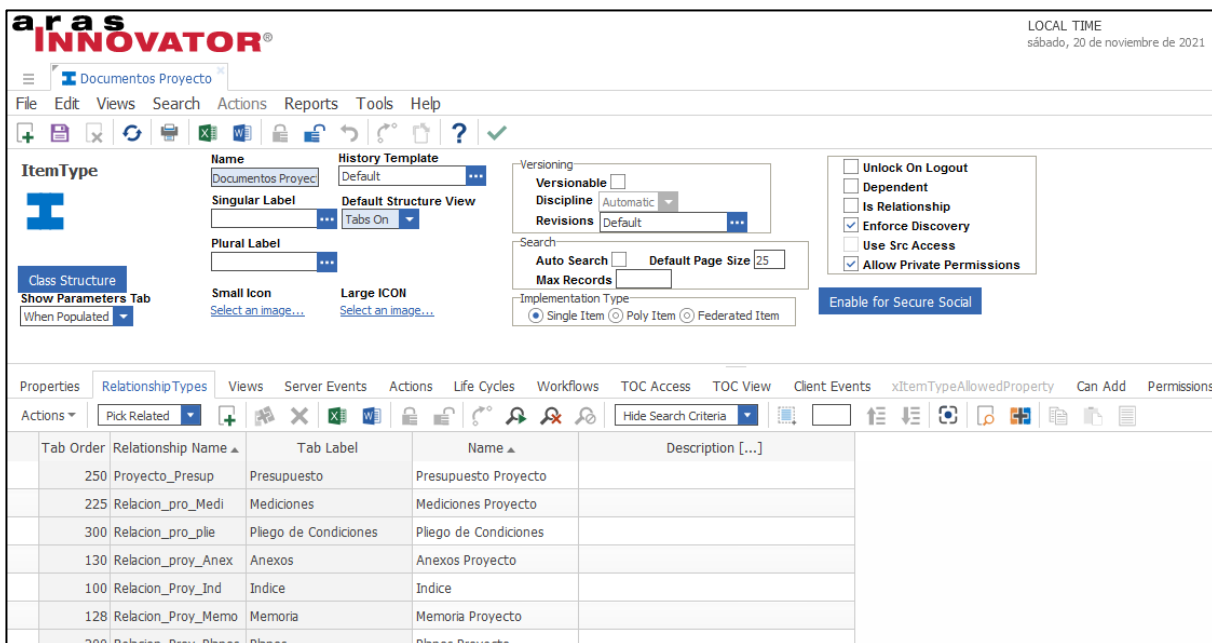 aras
INNOVATOR®
LOCAL TIME
sábado, 20 de noviembre de 2021
Documentos Proyecto
File Edit Views Search Actions Reports Tools Help
ItemType
Name
Documentos Proyec
History Template
Default
Singular Label
Default Structure View
Tabs On
Plural Label
Class Structure
Show Parameters Tab
When Populated
Small Icon
Select an image...
Large ICON
Select an image...
Versioning
Versionable
Discipline Automatic
Revisions Default
Search
Auto Search Default Page Size 25
Max Records
Implementation Type
Single Item Poly Item Federated Item
Unlock On Logout
Dependent
Is Relationship
Enforce Discovery
Use Src Access
Allow Private Permissions
Enable for Secure Social
Properties RelationshipTypes Views Server Events Actions Life Cycles Workflows TOC Access TOC View Client Events xItemTypeAllowedProperty Can Add Permissions
Actions Pick Related Hide Search Criteria
Tab Order Relationship Name Tab Label Name Description [...]
250 Proyecto_Presup Presupuesto Presupuesto Proyecto
225 Relacion_pro_Medi Mediciones Mediciones Proyecto
300 Relacion_pro_plie Pliego de Condiciones Pliego de Condiciones
130 Relacion_proy_Anex Anexos Anexos Proyecto
100 Relacion_Proy_Ind Indice Indice
128 Relacion_Proy_Memo Memoria Memoria Proyecto
200 Relacion_Proy_Planos Planos Planos Proyecto